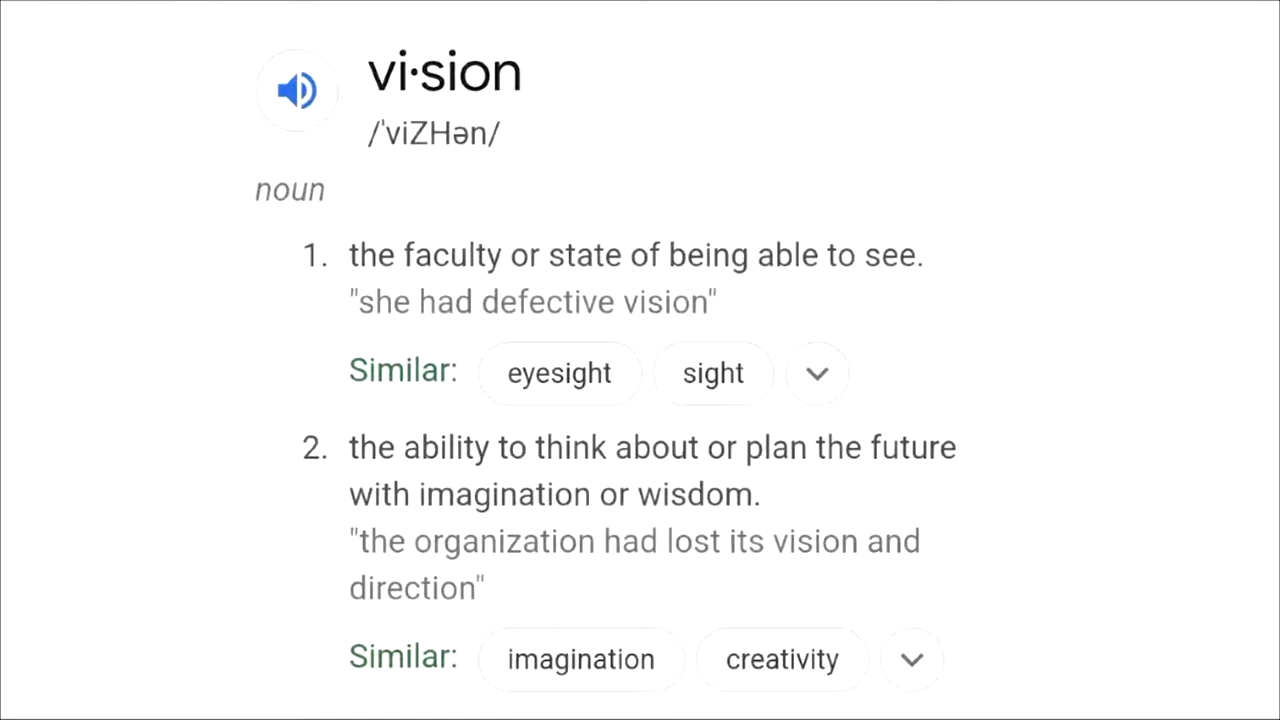 vi·sion
/ˈviZHən/
noun
1. the faculty or state of being able to see.
"she had defective vision"
Similar: eyesight sight
2. the ability to think about or plan the future
with imagination or wisdom.
"the organization had lost its vision and
direction"
Similar: imagination creativity